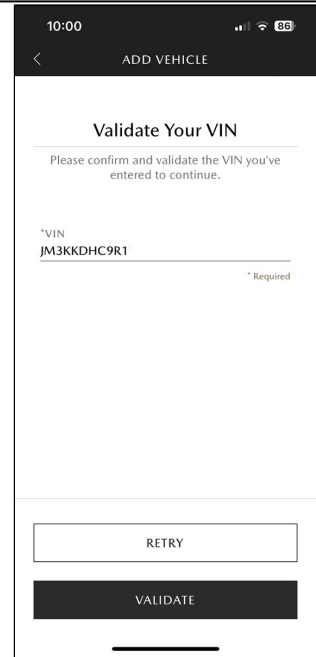 10:00
86
ADD VEHICLE
Validate Your VIN
Please confirm and validate the VIN you've
entered to continue.
*VIN
JM3KKDHC9R1
* Required
RETRY
VALIDATE